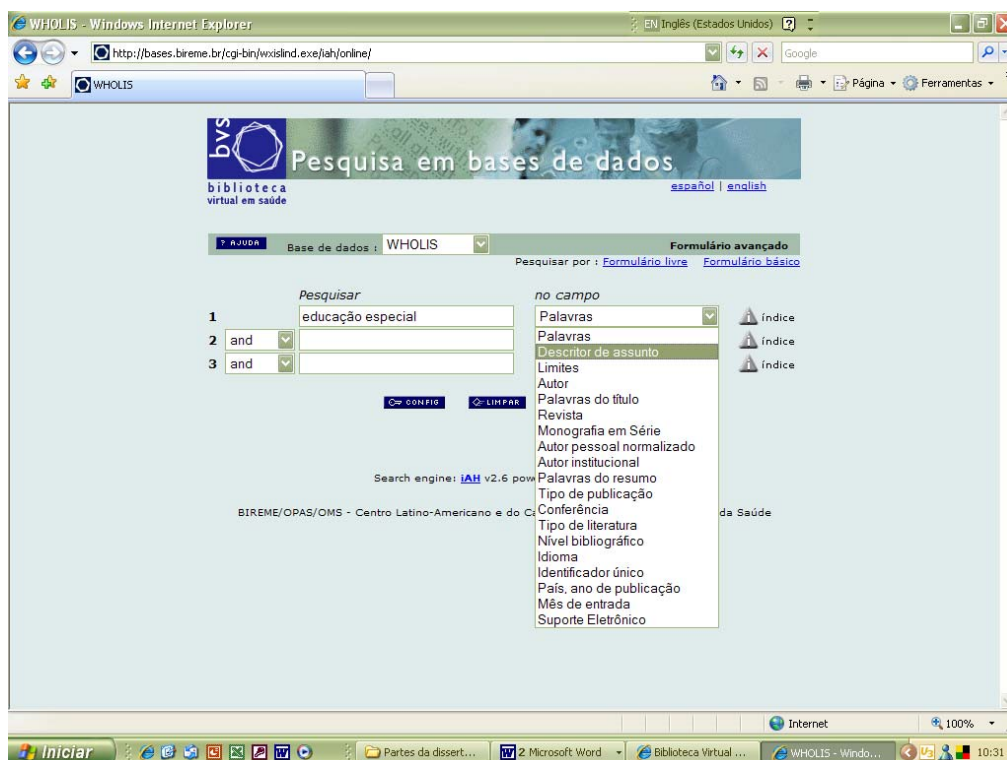 WHOLIS - Windows Internet Explorer
EN Inglês (Estados Unidos)
http://bases.bireme.br/cgi-bin/wxislind.exe/iah/online/
Google
WHOLIS
Página
Ferramentas
bvs
Pesquisa em bases de dados
biblioteca
virtual em saúde
español | english
? AJUDA
Base de dados : WHOLIS
Formulário avançado
Pesquisar por : Formulário livre Formulário básico
Pesquisar no campo
1 educação especial Palavras índice
2 and índice
3 and índice
Palavras
Descritor de assunto
Limites
Autor
Palavras do título
Revista
Monografia em Série
Autor pessoal normalizado
Autor institucional
Palavras do resumo
Tipo de publicação
Conferência
Tipo de literatura
Nível bibliográfico
Idioma
Identificador único
País, ano de publicação
Mês de entrada
Suporte Eletrônico
CONFIG LIMPAR
Search engine: iAH v2.6
BIREME/OPAS/OMS - Centro Latino-Americano e do da Saúde
Internet 100%
Iniciar
Partes da dissert...
2 Microsoft Word
Biblioteca Virtual ...
WHOLIS - Windo...
10:31